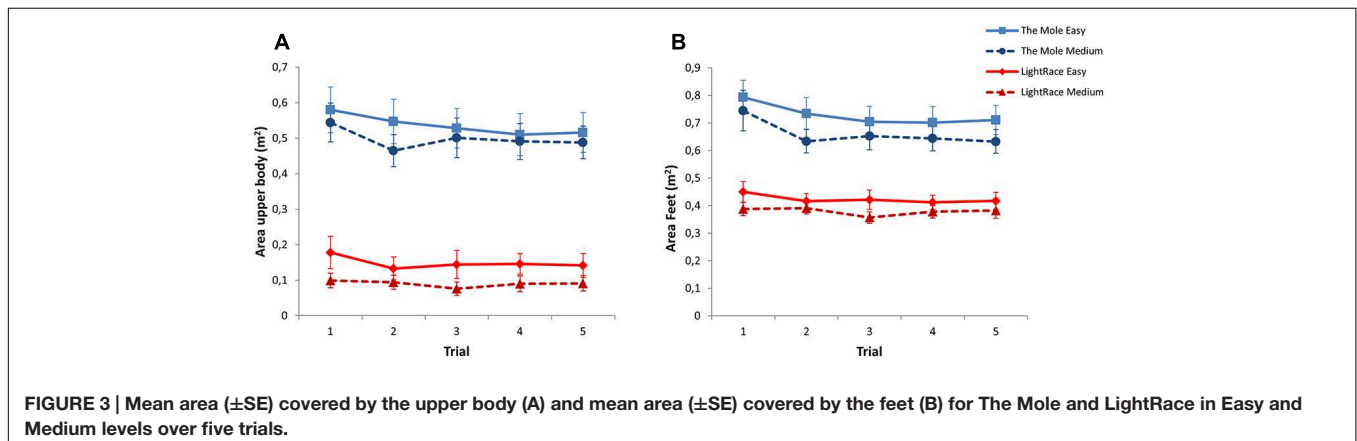 A
0,7
0,6
0,5
0,4
0,3
0,2
0,1
0
Area upper body (m²)
1 2 3 4 5
Trial
B
0,9
0,8
0,7
0,6
0,5
0,4
0,3
0,2
0,1
0
Area Feet (m²)
1 2 3 4 5
Trial
The Mole Easy
The Mole Medium
LightRace Easy
LightRace Medium
FIGURE 3 | Mean area (±SE) covered by the upper body (A) and mean area (±SE) covered by the feet (B) for The Mole and LightRace in Easy and
Medium levels over five trials.